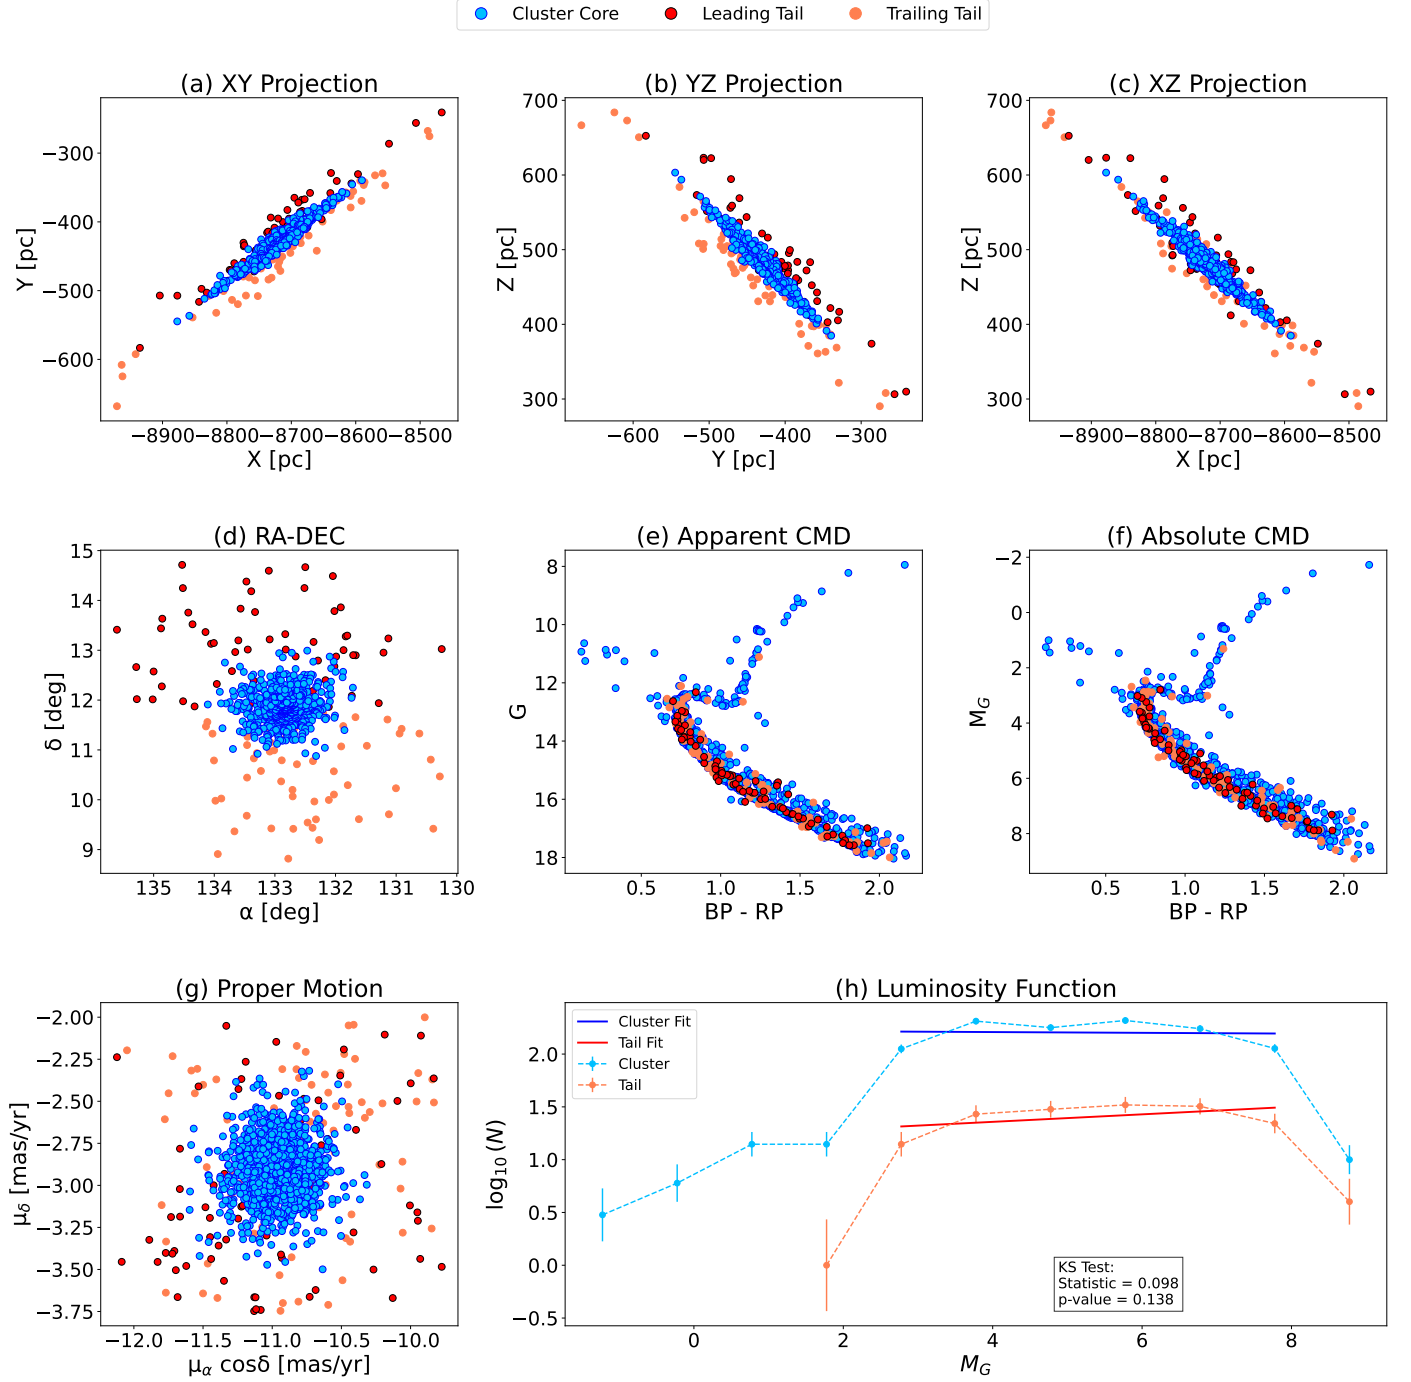 Cluster Core Leading Tail Trailing Tail
(a) XY Projection
−300
−400
−500
−600
Y [pc]
−8900 −8800 −8700 −8600 −8500
X [pc]
(b) YZ Projection
700
600
500
400
300
Z [pc]
−600 −500 −400 −300
Y [pc]
(c) XZ Projection
700
600
500
400
300
Z [pc]
−8900 −8800 −8700 −8600 −8500
X [pc]
(d) RA-DEC
15
14
13
12
11
10
9
δ [deg]
135 134 133 132 131 130
α [deg]
(e) Apparent CMD
8
10
12
14
16
18
G
0.5 1.0 1.5 2.0
BP - RP
(f) Absolute CMD
−2
0
2
4
6
8
M_G
0.5 1.0 1.5 2.0
BP - RP
(g) Proper Motion
−2.00
−2.25
−2.50
−2.75
−3.00
−3.25
−3.50
−3.75
μ_δ [mas/yr]
−12.0 −11.5 −11.0 −10.5 −10.0
μ_α cosδ [mas/yr]
(h) Luminosity Function
Cluster Fit
Tail Fit
Cluster
Tail
2.0
1.5
1.0
0.5
0.0
−0.5
log₁₀(N)
KS Test:
Statistic = 0.098
p-value = 0.138
0 2 4 6 8
M_G